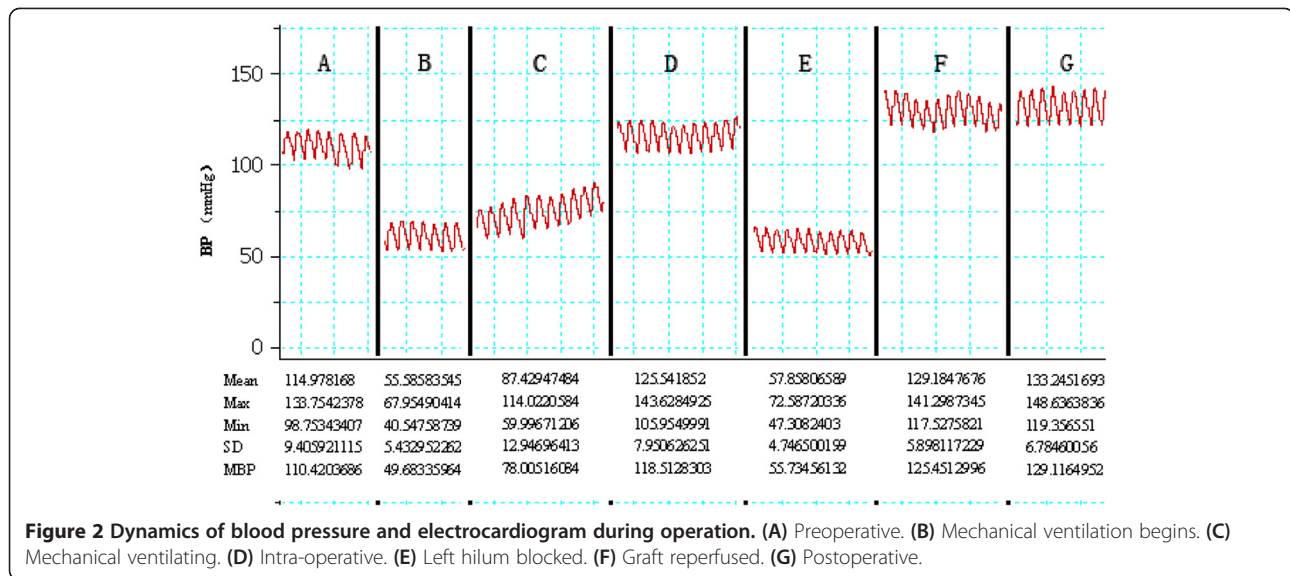 A B C D E F G
150
100
50
0
BP (mmHg)
Mean 114.978168 55.58583545 87.42947484 125.541852 57.85806589 129.1847676 133.2451693
Max 133.7542378 67.95490414 114.0220584 143.6284925 72.58720336 141.2987345 148.6363836
Min 98.75343407 40.54758739 59.99671206 105.9549991 47.3082403 117.5275821 119.356551
SD 9.405921115 5.432952262 12.94696413 7.950626251 4.746500199 5.898117229 6.78460056
MBP 110.4203686 49.68335964 78.00516084 118.5128303 55.73456132 125.4512996 129.1164952
Figure 2 Dynamics of blood pressure and electrocardiogram during operation. (A) Preoperative. (B) Mechanical ventilation begins. (C)
Mechanical ventilating. (D) Intra-operative. (E) Left hilum blocked. (F) Graft reperfused. (G) Postoperative.